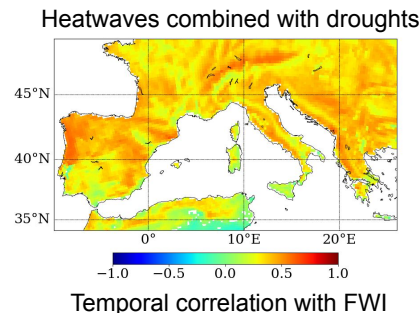 Heatwaves combined with droughts
45°N
40°N
35°N
0° 10°E 20°E
−1.0 −0.5 0.0 0.5 1.0
Temporal correlation with FWI